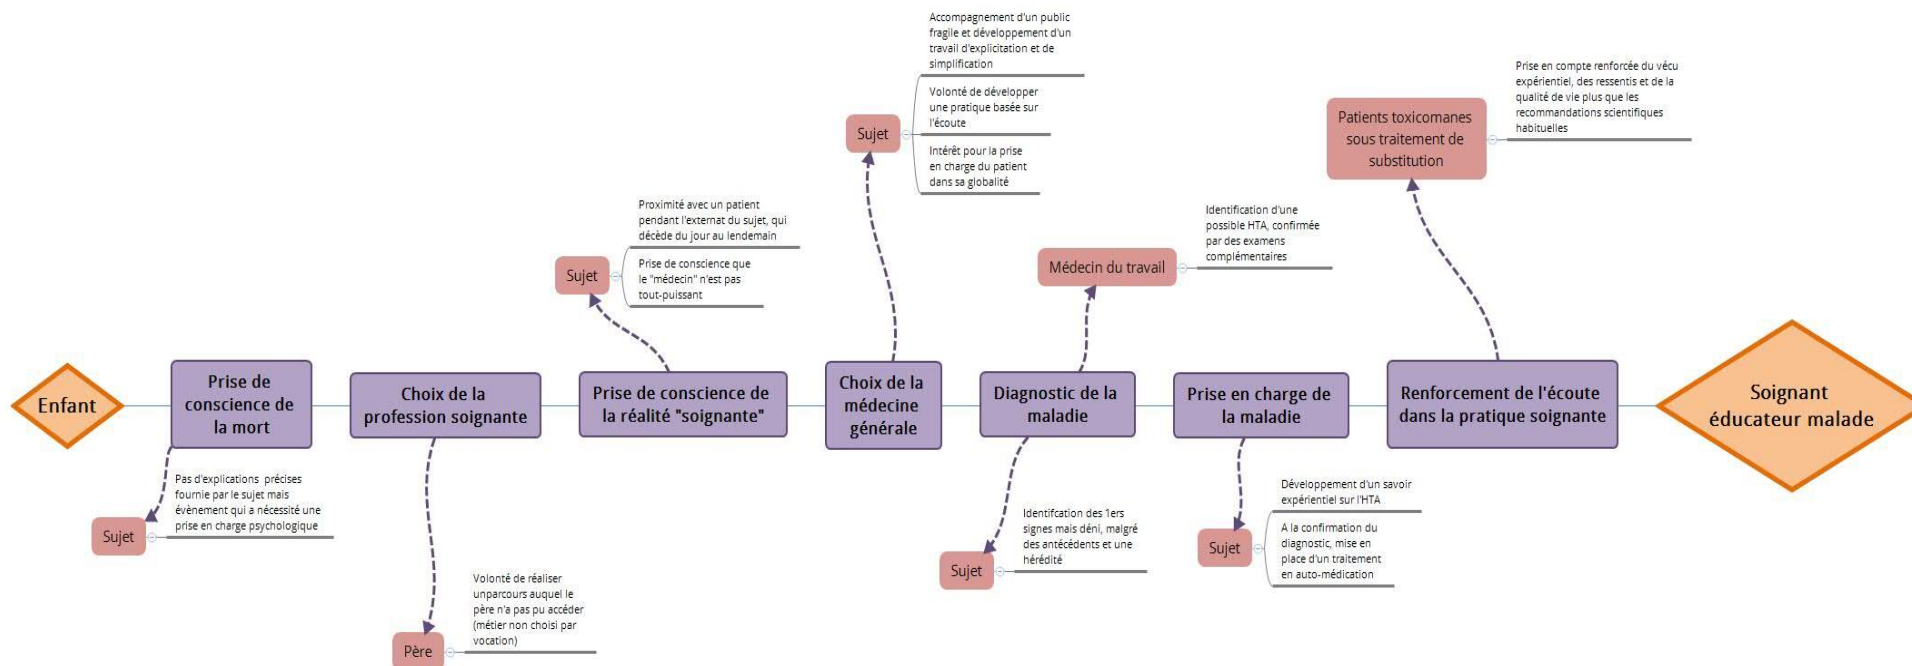 Accompagnement d'un public
fragile et développement d'un
travail d'explicitation et de
simplification
Volonté de développer
une pratique basée sur
l'écoute
Intérêt pour la prise
en charge du patient
dans sa globalité
Sujet
Prise en compte renforcée du vécu
expérientiel, des ressentis et de la
qualité de vie plus que les
recommandations scientifiques
habituelles
Patients toxicomanes
sous traitement de
substitution
Proximité avec un patient
pendant l'externat du sujet, qui
décède du jour au lendemain
Prise de conscience que
le "médecin" n'est pas
tout-puissant
Sujet
Identification d'une
possible HTA, confirmée
par des examens
complémentaires
Médecin du travail
Enfant
Prise de
conscience de
la mort
Choix de la
profession soignante
Prise de conscience de
la réalité "soignante"
Choix de la
médecine
générale
Diagnostic de la
maladie
Prise en charge de
la maladie
Renforcement de l'écoute
dans la pratique soignante
Soignant
éducateur malade
Pas d'explications précises
fournie par le sujet mais
évènement qui a nécessité une
prise en charge psychologique
Sujet
Volonté de réaliser
unparcours auquel le
père n'a pas pu accéder
(métier non choisi par
vocation)
Père
Identifcation des 1ers
signes mais déni, malgré
des antécédents et une
hérédité
Sujet
Développement d'un savoir
expérientiel sur l'HTA
A la confirmation du
diagnostic, mise en
place d'un traitement
en auto-médication
Sujet